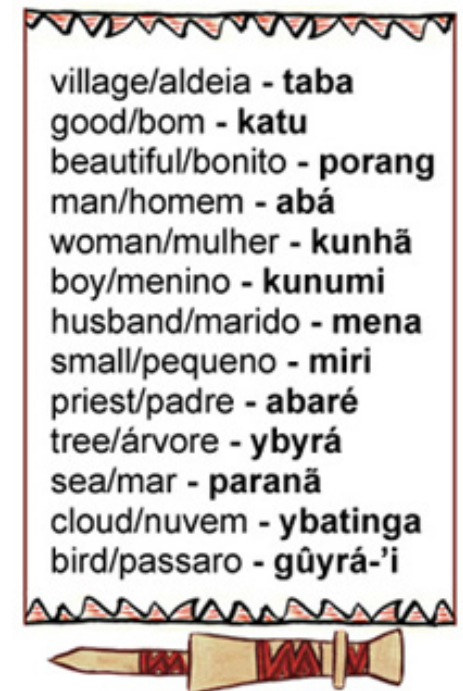 village/aldeia - taba
good/bom - katu
beautiful/bonito - porang
man/homem - abá
woman/mulher - kunhã
boy/menino - kunumi
husband/marido - mena
small/pequeno - miri
priest/padre - abaré
tree/árvore - ybyrá
sea/mar - paranã
cloud/nuvem - ybatinga
bird/passaro - gûyrá-’i